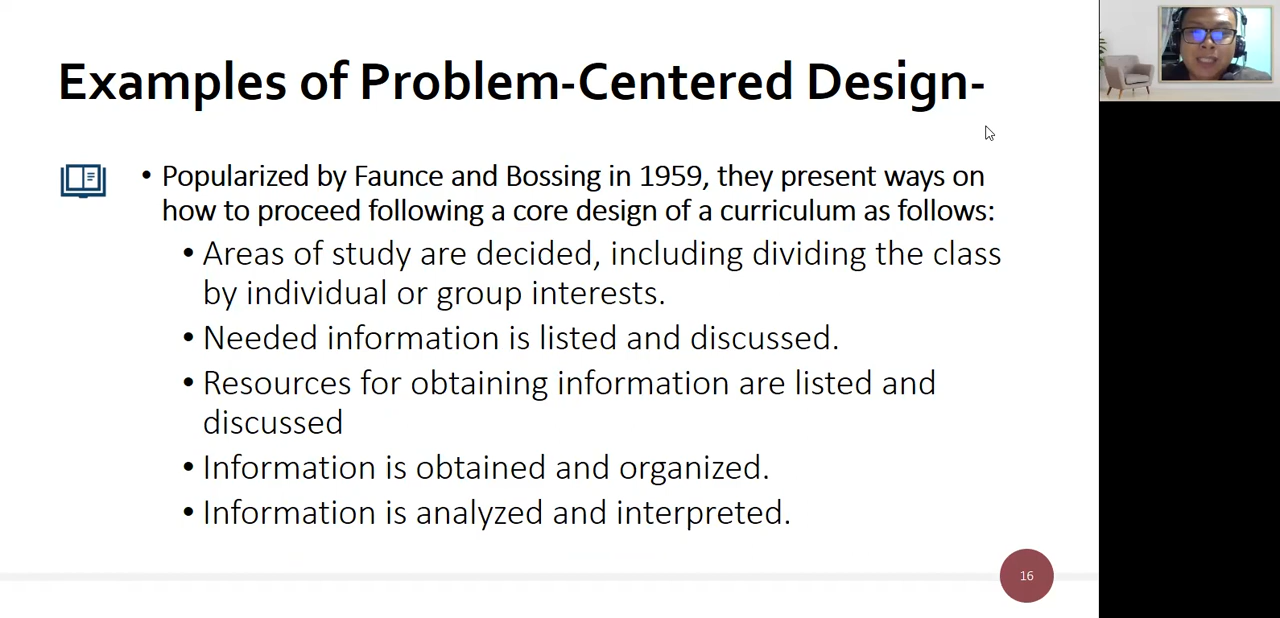 Examples of Problem-Centered Design-
• Popularized by Faunce and Bossing in 1959, they present ways on
how to proceed following a core design of a curriculum as follows:
• Areas of study are decided, including dividing the class
by individual or group interests.
• Needed information is listed and discussed.
• Resources for obtaining information are listed and
discussed
• Information is obtained and organized.
• Information is analyzed and interpreted.
16